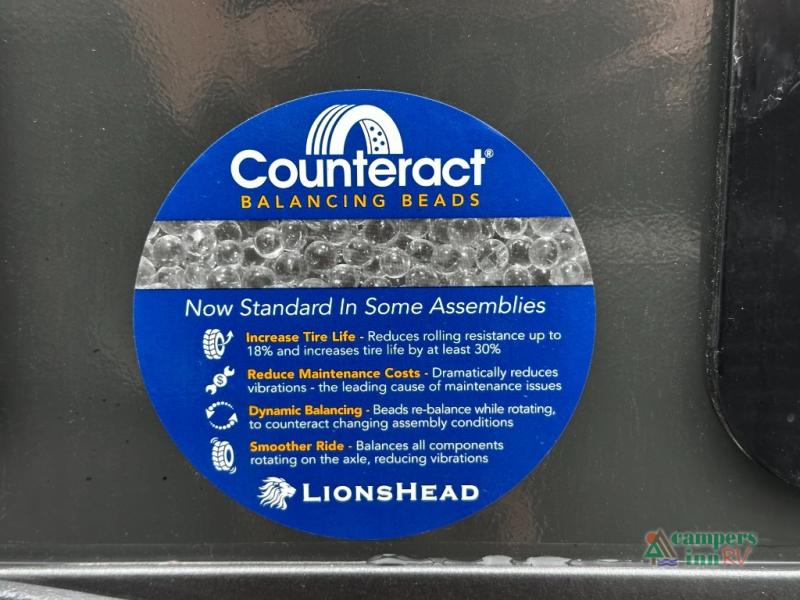 Counteract®
BALANCING BEADS
Now Standard In Some Assemblies
Increase Tire Life - Reduces rolling resistance up to
18% and increases tire life by at least 30%
Reduce Maintenance Costs - Dramatically reduces
vibrations - the leading cause of maintenance issues
Dynamic Balancing - Beads re-balance while rotating,
to counteract changing assembly conditions
Smoother Ride - Balances all components
rotating on the axle, reducing vibrations
LIONSHEAD
campers
inn RV